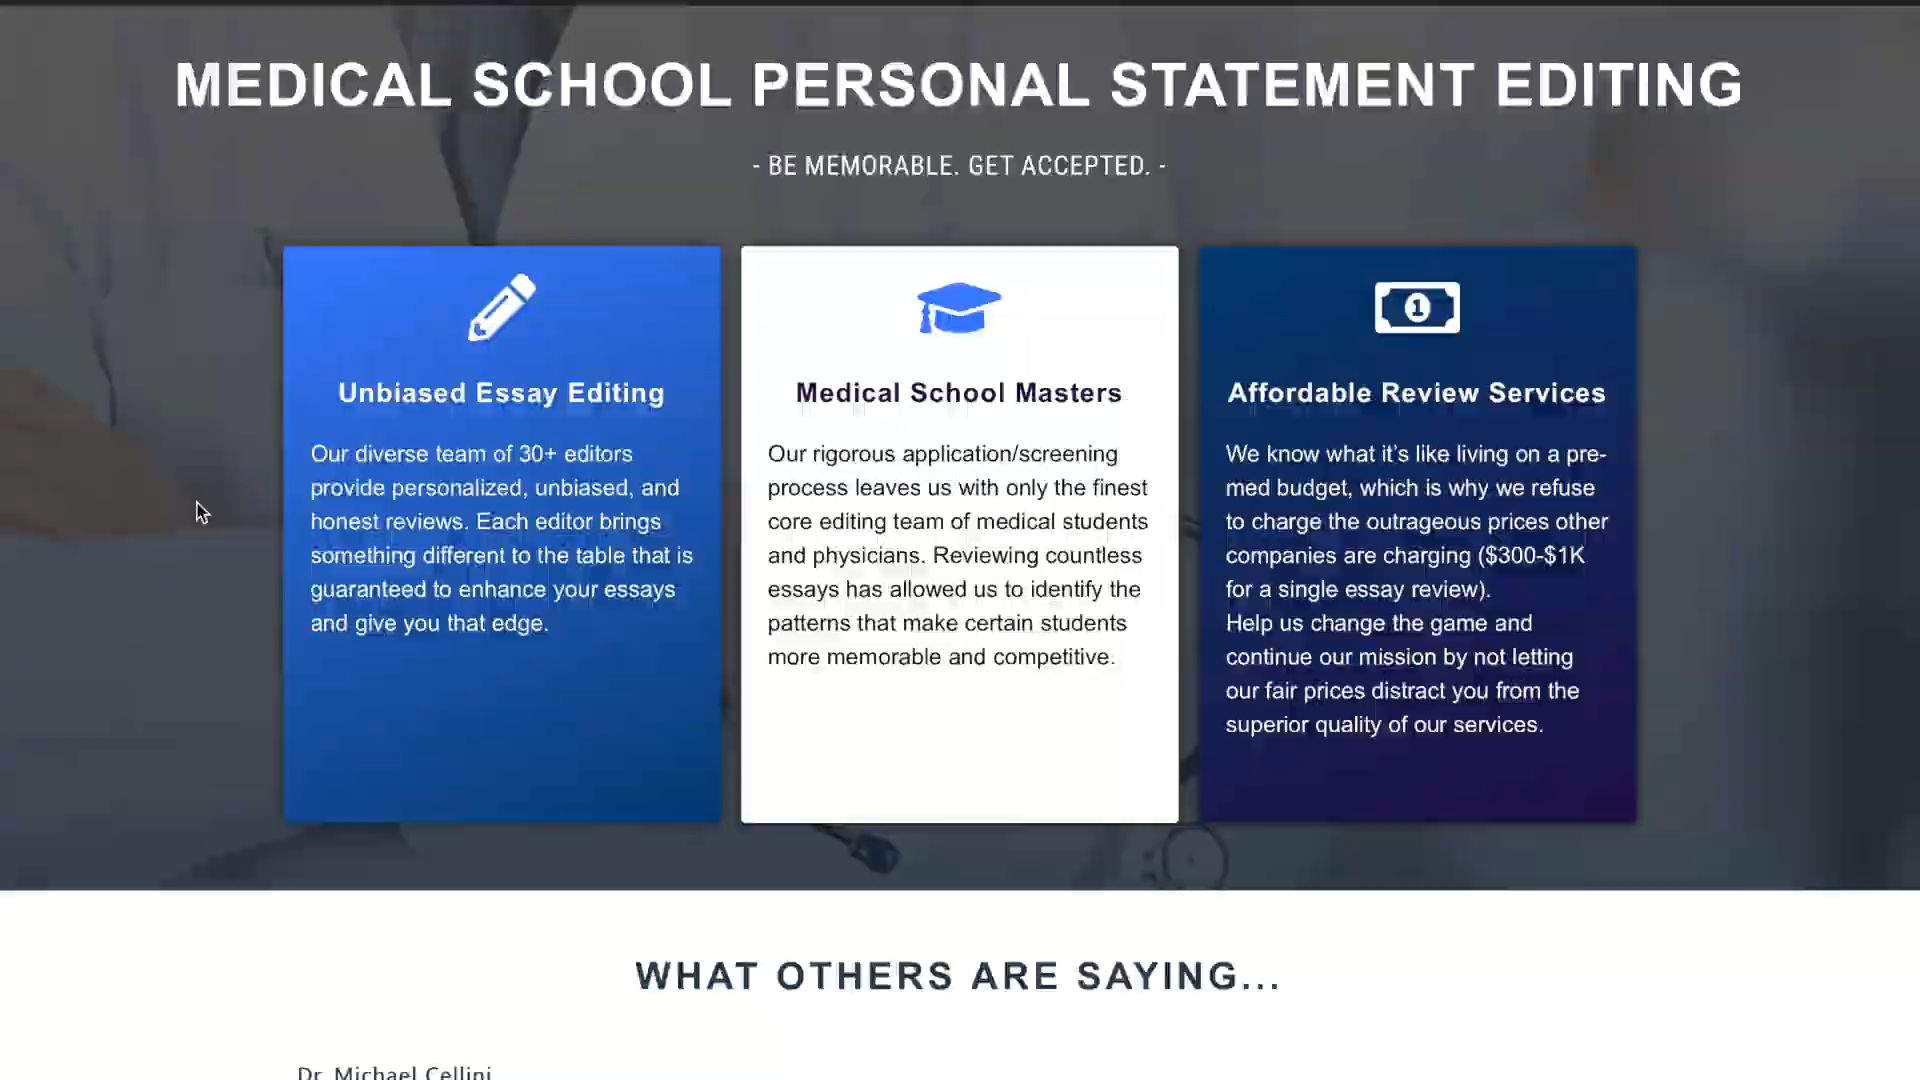 MEDICAL SCHOOL PERSONAL STATEMENT EDITING
- BE MEMORABLE. GET ACCEPTED. -
Unbiased Essay Editing
Our diverse team of 30+ editors
provide personalized, unbiased, and
honest reviews. Each editor brings
something different to the table that is
guaranteed to enhance your essays
and give you that edge.
Medical School Masters
Our rigorous application/screening
process leaves us with only the finest
core editing team of medical students
and physicians. Reviewing countless
essays has allowed us to identify the
patterns that make certain students
more memorable and competitive.
1
Affordable Review Services
We know what it's like living on a pre-
med budget, which is why we refuse
to charge the outrageous prices other
companies are charging ($300-$1K
for a single essay review).
Help us change the game and
continue our mission by not letting
our fair prices distract you from the
superior quality of our services.
WHAT OTHERS ARE SAYING...
Dr. Michael Cellini